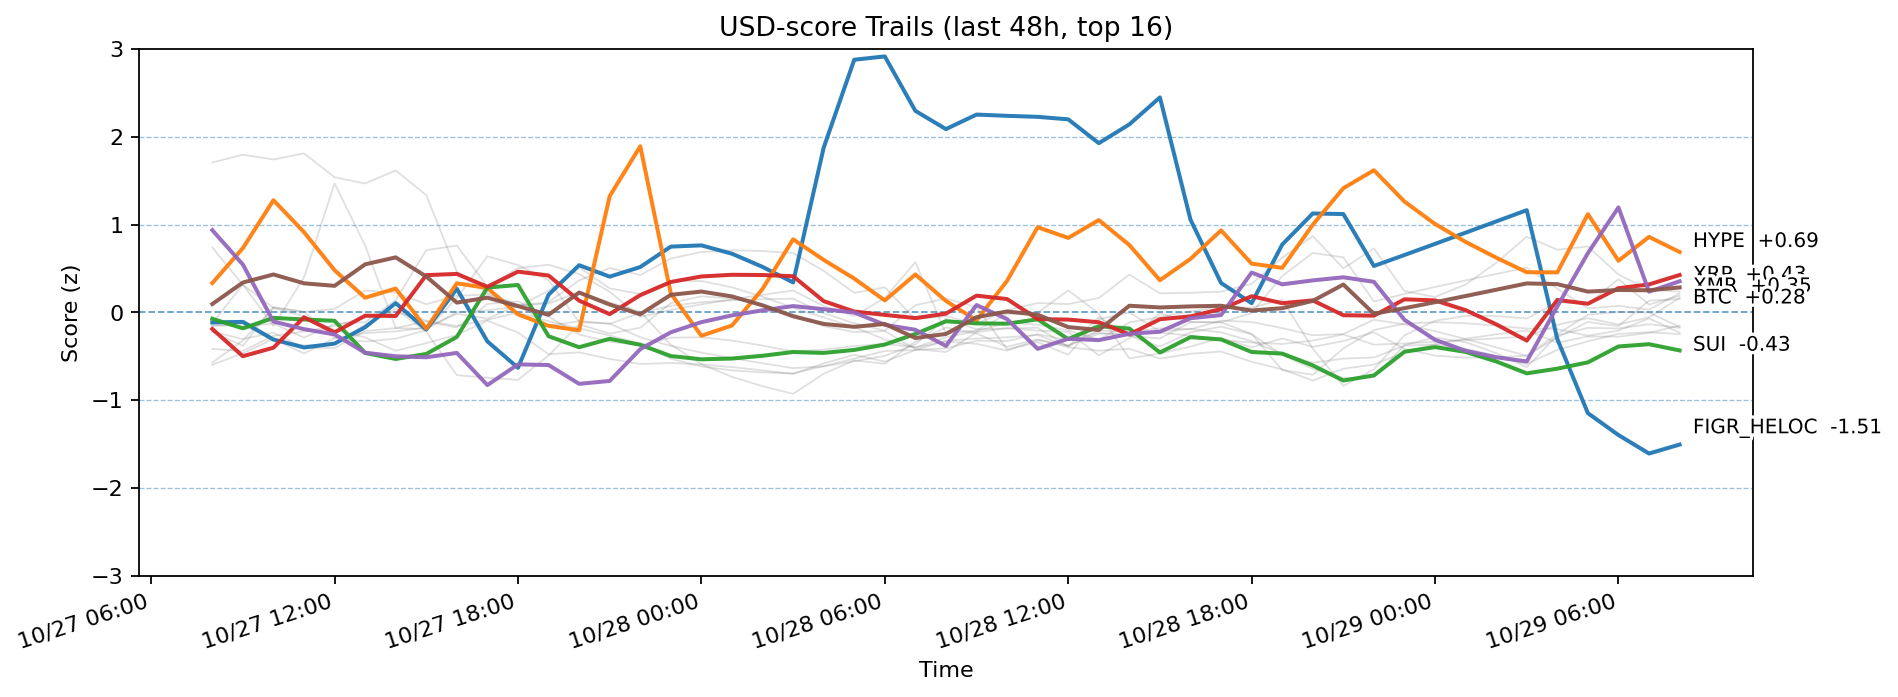 USD-score Trails (last 48h, top 16)
Score (z)
3
2
1
0
−1
−2
−3
HYPE +0.69
XRP +0.43
XMR +0.35
BTC +0.28
SUI -0.43
FIGR_HELOC -1.51
10/27 06:00
10/27 12:00
10/27 18:00
10/28 00:00
10/28 06:00
10/28 12:00
10/28 18:00
10/29 00:00
10/29 06:00
Time